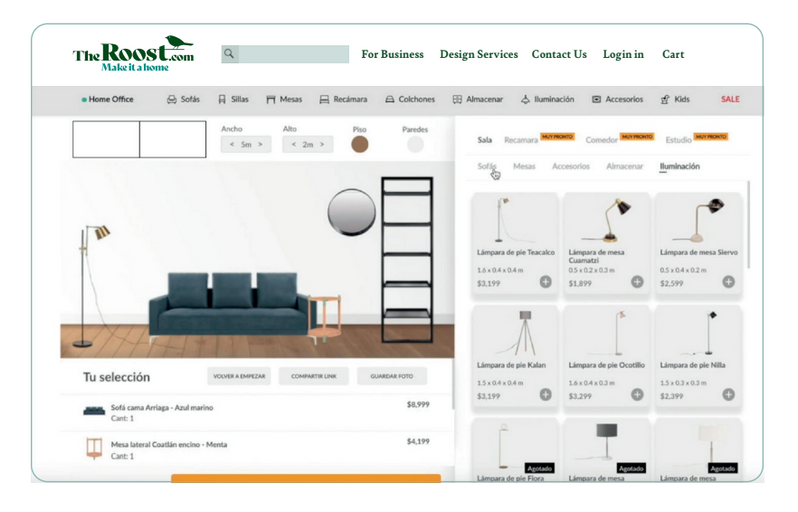 The Roost.com
Make it a home
For Business
Design Services
Contact Us
Login in
Cart
Home Office
Sofás
Sillas
Mesas
Recámara
Colchones
Almacenar
Iluminación
Accesorios
Kids
SALE
Ancho
< 5m >
Alto
< 2m >
Piso
Paredes
Sala
Recamara MUY PRONTO
Comedor MUY PRONTO
Estudio MUY PRONTO
Sofás
Mesas
Accesorios
Almacenar
Iluminación
Lámpara de pie Teacalco
1.6 x 0.4 x 0.4 m
$3,199
Lámpara de mesa
Cuamatzi
0.5 x 0.2 x 0.3 m
$1,899
Lámpara de mesa Siervo
0.5 x 0.4 x 0.2 m
$2,599
Lámpara de pie Kalan
1.5 x 0.4 x 0.4 m
$3,199
Lámpara de pie Ocotillo
1.6 x 0.4 x 0.3 m
$3,299
Lámpara de pie Nilla
1.5 x 0.3 x 0.3 m
$2,399
Agotado
Lámpara de pie Flora
Agotado
Lámpara de mesa
Agotado
Lámpara de mesa
Tu selección
VOLVER A EMPEZAR
COMPARTIR LINK
GUARDAR FOTO
Sofá cama Arriaga - Azul marino
Cant: 1
$8,999
Mesa lateral Coatlán encino - Menta
Cant: 1
$4,199